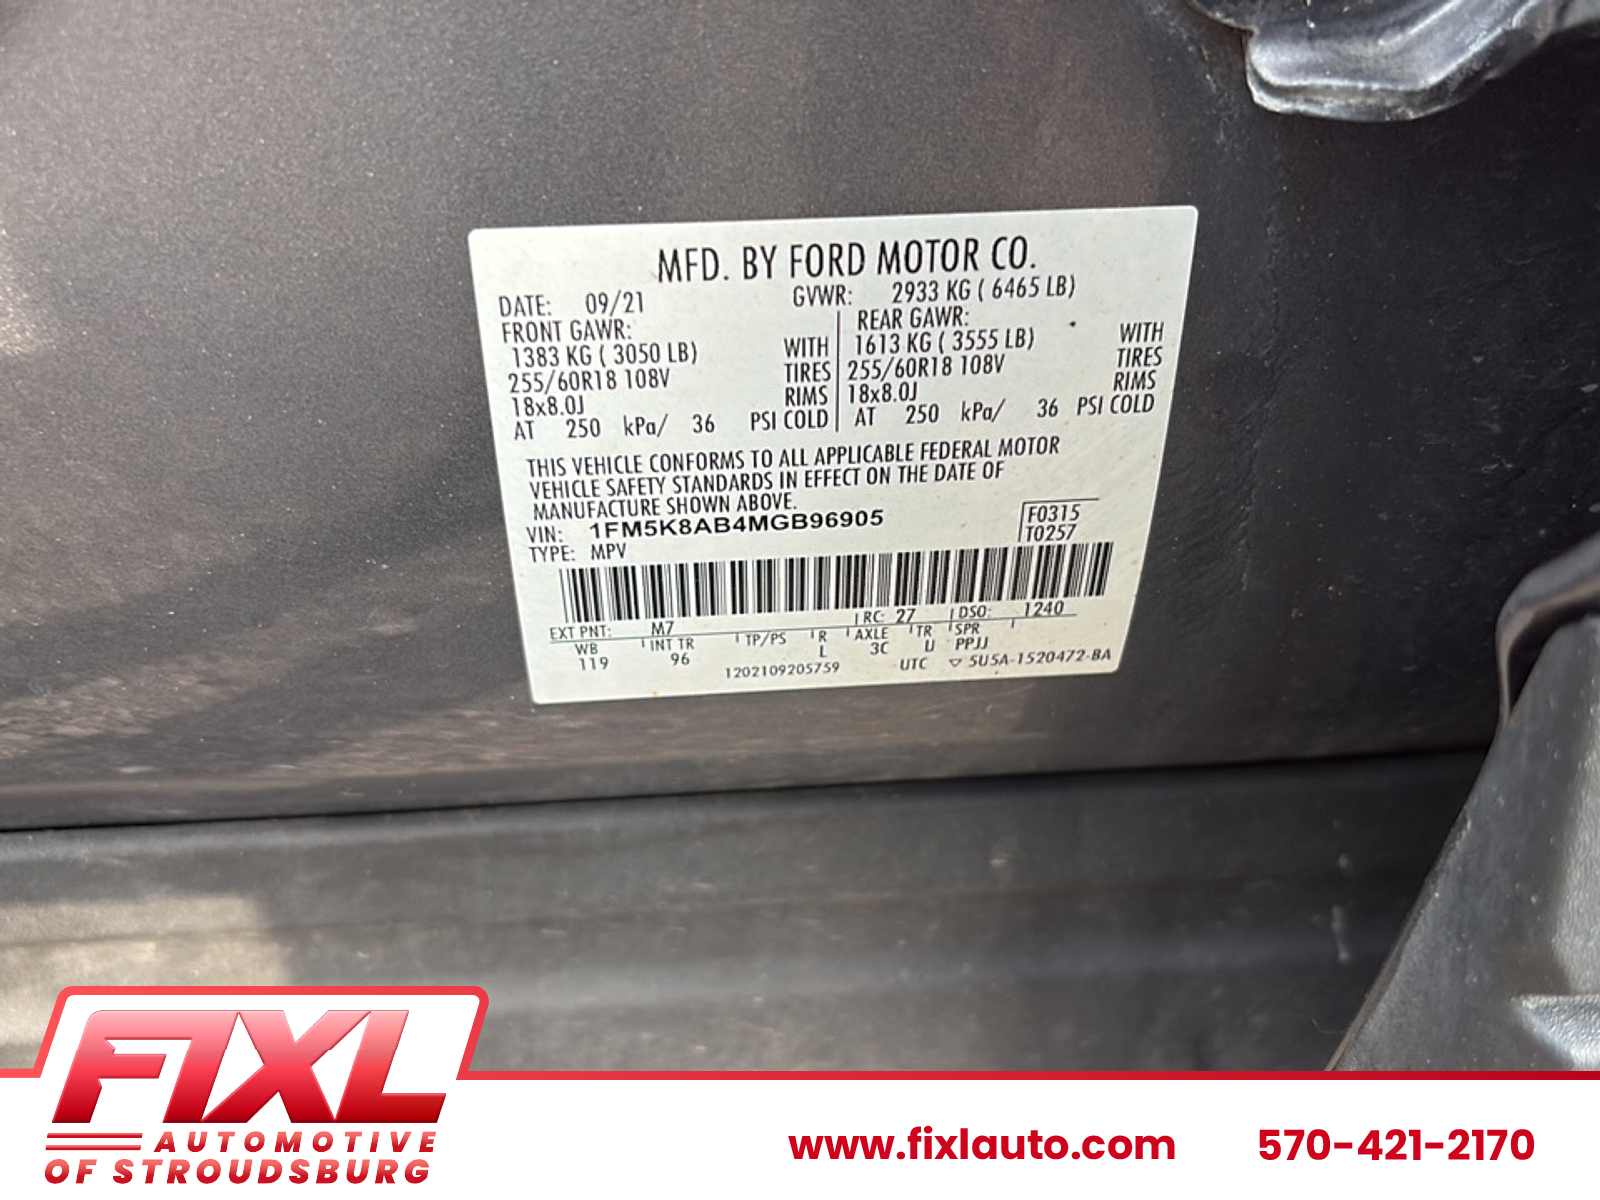 MFD. BY FORD MOTOR CO.
DATE: 09/21 GVWR: 2933 KG ( 6465 LB)
FRONT GAWR: REAR GAWR:
1383 KG ( 3050 LB) WITH 1613 KG ( 3555 LB) WITH
255/60R18 108V TIRES 255/60R18 108V TIRES
18x8.0J RIMS 18x8.0J RIMS
AT 250 kPa/ 36 PSI COLD AT 250 kPa/ 36 PSI COLD
THIS VEHICLE CONFORMS TO ALL APPLICABLE FEDERAL MOTOR
VEHICLE SAFETY STANDARDS IN EFFECT ON THE DATE OF
MANUFACTURE SHOWN ABOVE.
VIN: 1FM5K8AB4MGB96905 F0315
TYPE: MPV T0257
EXT PNT: M7 RC: 27 DSO: 1240
WB INT TR TP/PS R AXLE TR SPR
119 96 L 3C U PPJJ
1202109205759 UTC ▽ 5U5A-1520472-BA
FIXL
AUTOMOTIVE
OF STROUDSBURG
www.fixlauto.com 570-421-2170